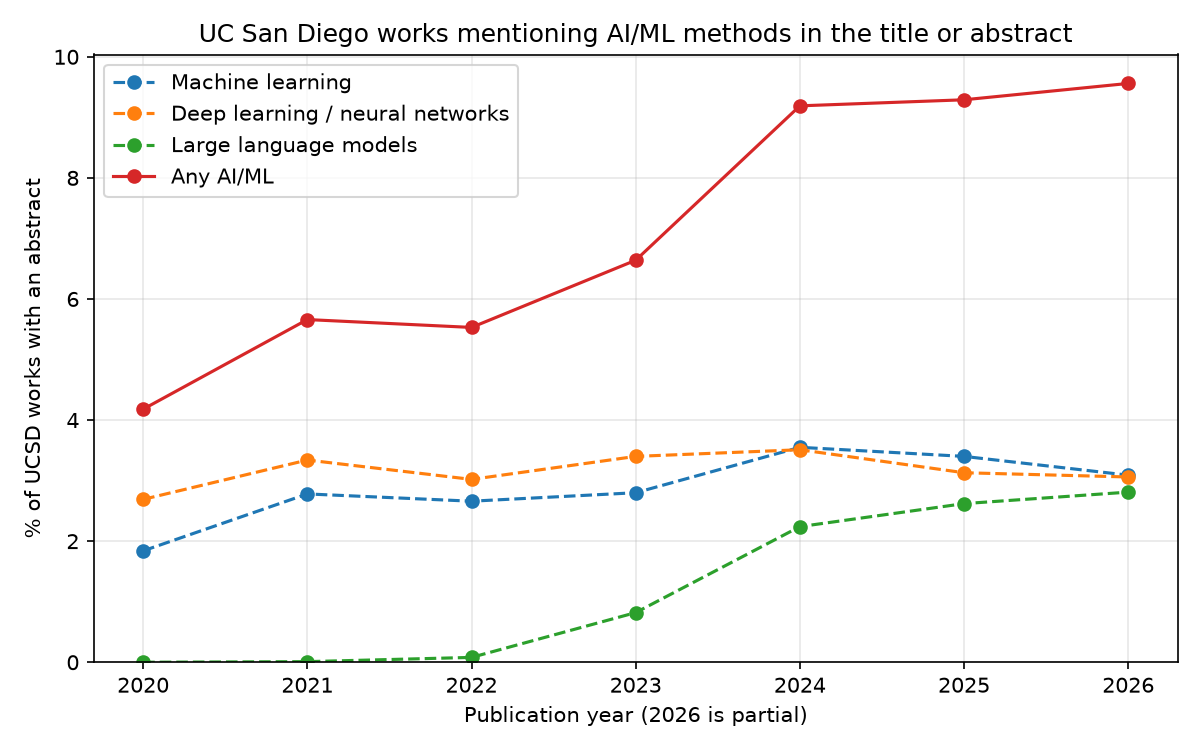 UC San Diego works mentioning AI/ML methods in the title or abstract
Machine learning
Deep learning / neural networks
Large language models
Any AI/ML
% of UCSD works with an abstract
10
8
6
4
2
0
2020
2021
2022
2023
2024
2025
2026
Publication year (2026 is partial)